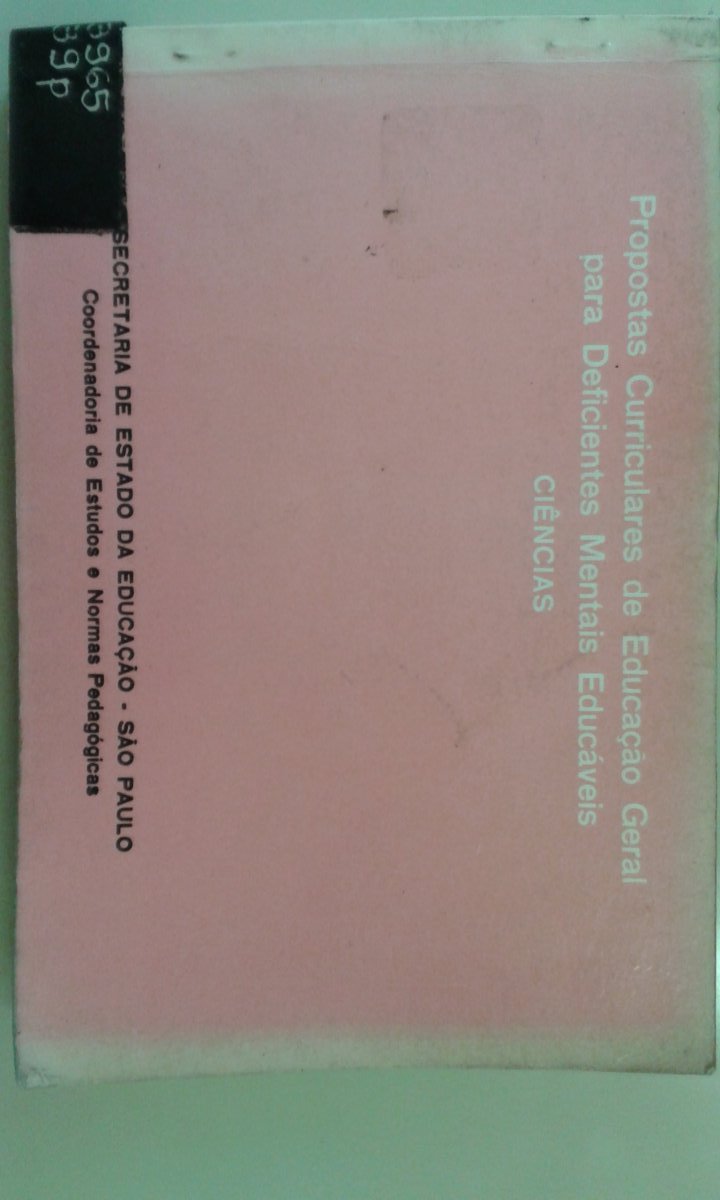 Propostas Curriculares de Educação Geral
para Deficientes Mentais Educáveis
CIÊNCIAS
SECRETARIA DE ESTADO DA EDUCAÇÃO - SÃO PAULO
Coordenadoria de Estudos e Normas Pedagógicas